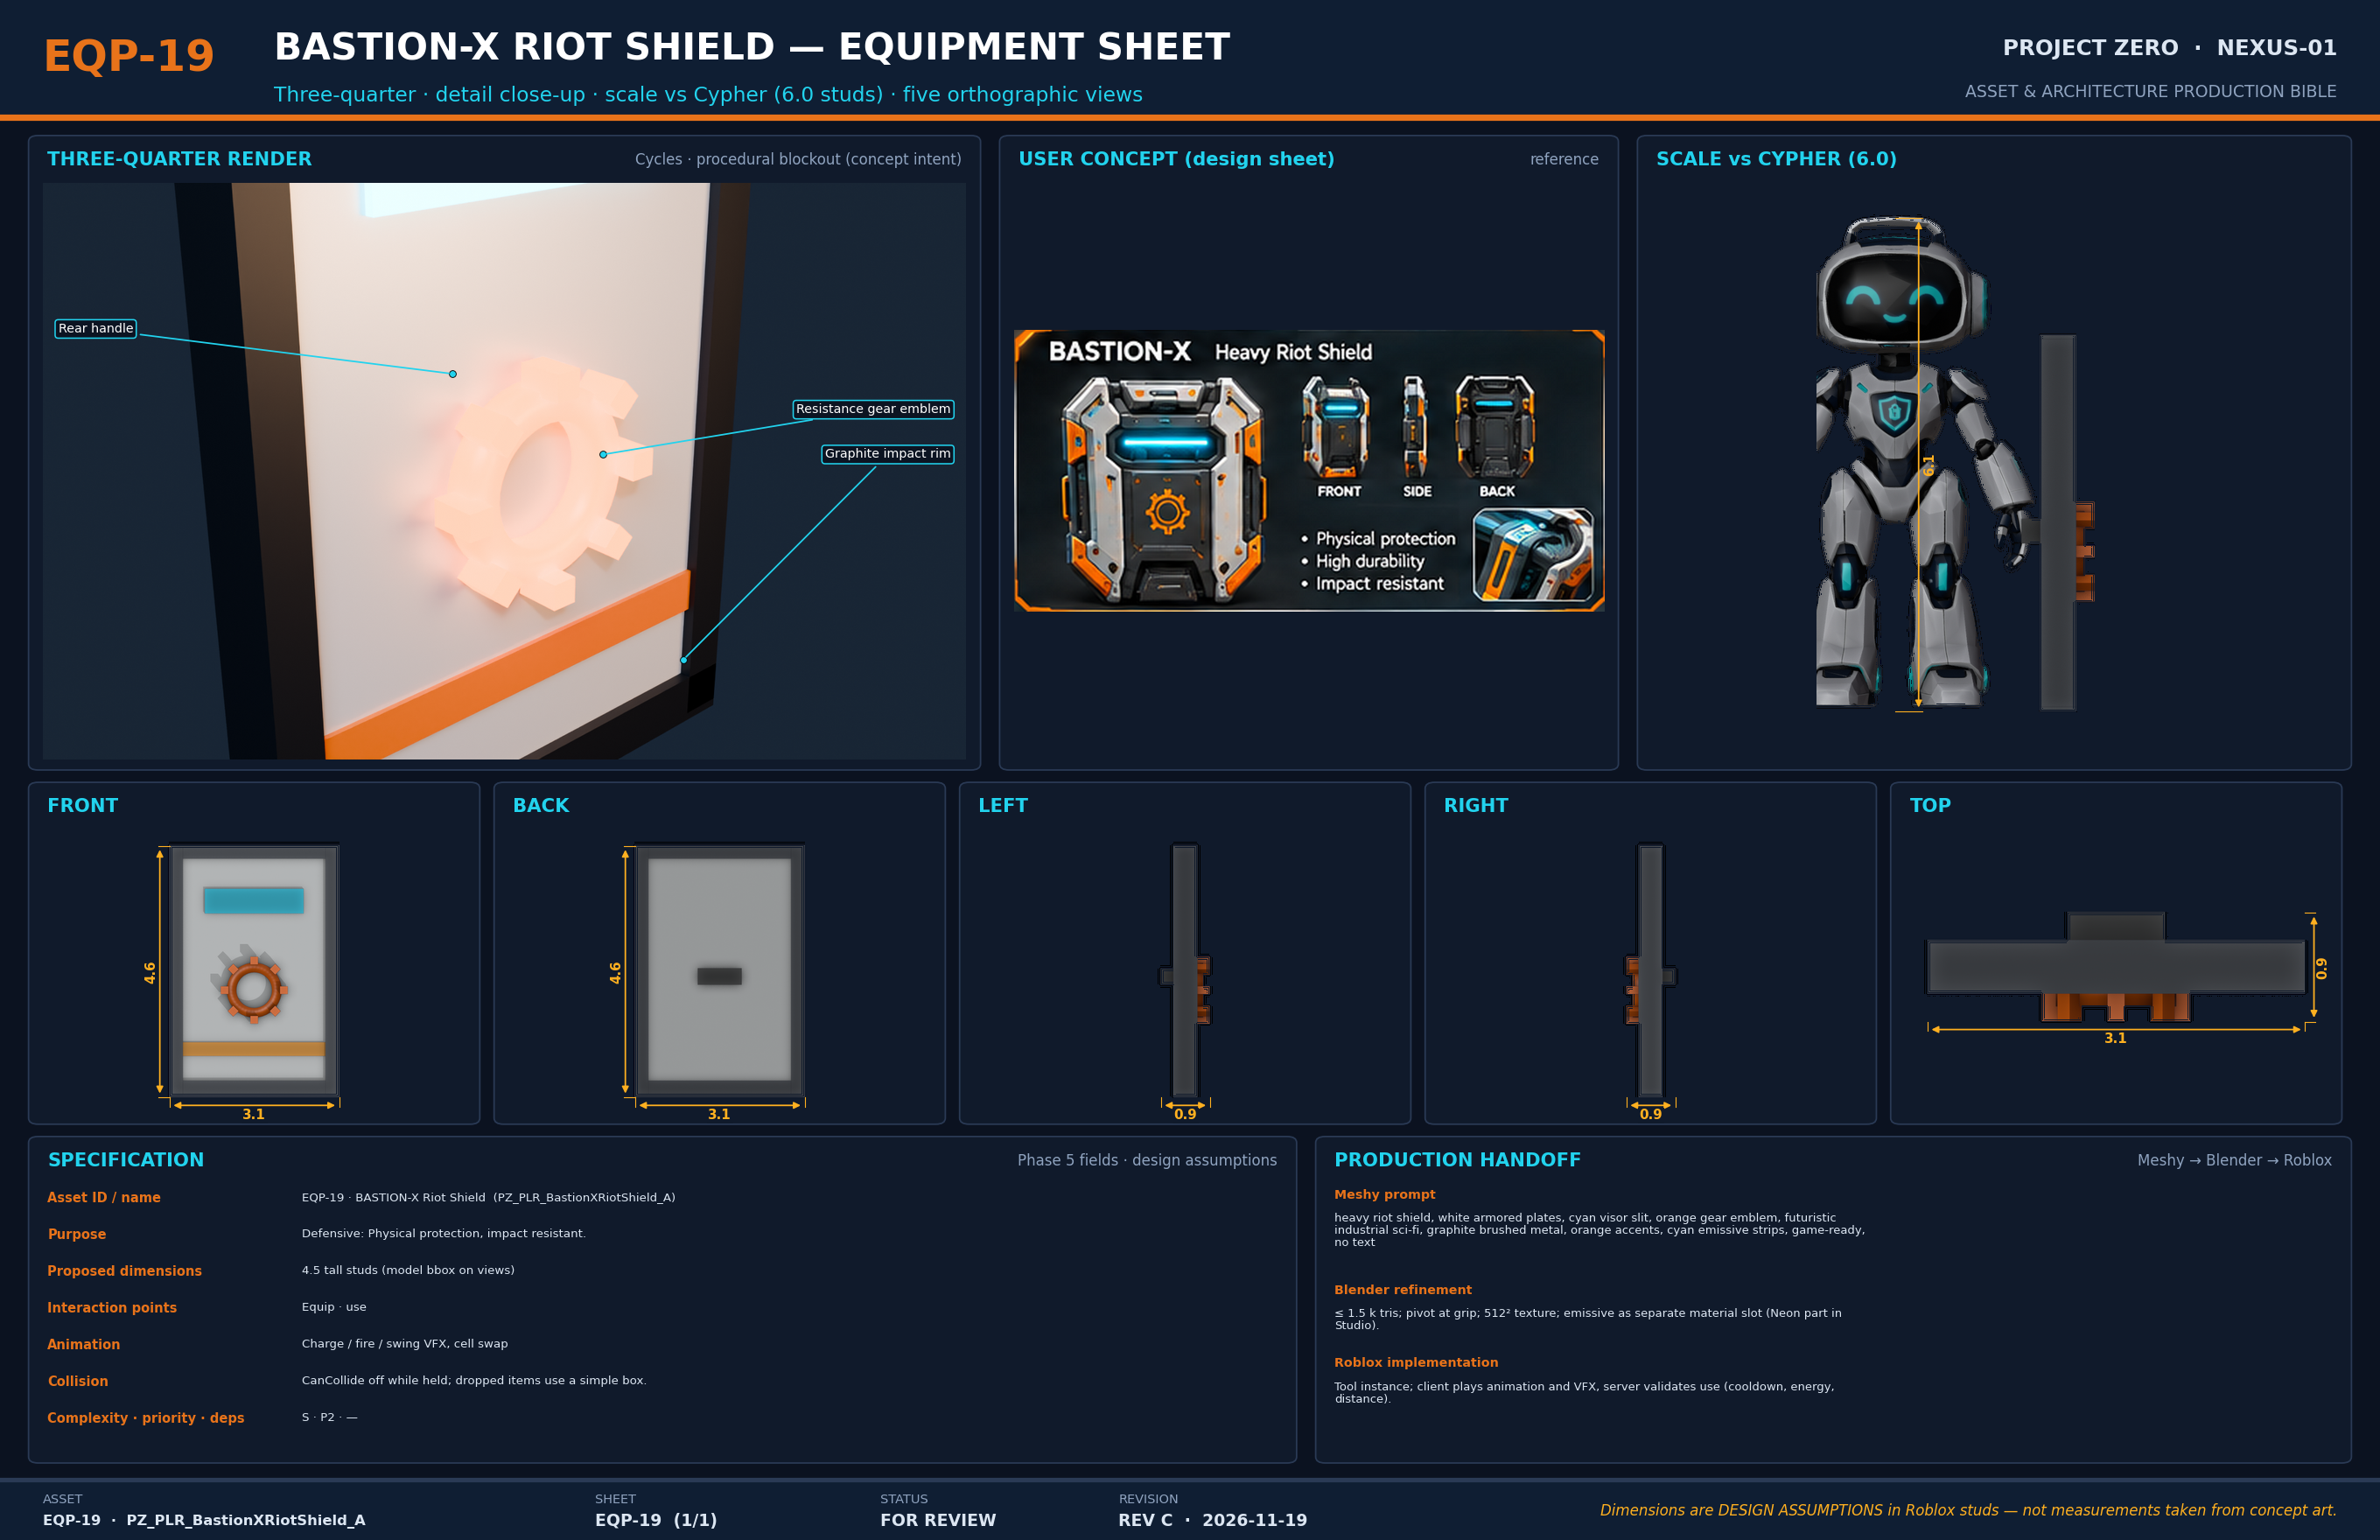 EQP-19
BASTION-X RIOT SHIELD — EQUIPMENT SHEET
Three-quarter · detail close-up · scale vs Cypher (6.0 studs) · five orthographic views
PROJECT ZERO · NEXUS-01
ASSET & ARCHITECTURE PRODUCTION BIBLE
THREE-QUARTER RENDER
Cycles · procedural blockout (concept intent)
Rear handle
Resistance gear emblem
Graphite impact rim
USER CONCEPT (design sheet)
reference
BASTION-X Heavy Riot Shield
FRONT
SIDE
BACK
• Physical protection
• High durability
• Impact resistant
SCALE vs CYPHER (6.0)
6.1
FRONT
4.6
3.1
BACK
4.6
3.1
LEFT
0.9
RIGHT
0.9
TOP
0.9
3.1
SPECIFICATION
Phase 5 fields · design assumptions
Asset ID / name
EQP-19 · BASTION-X Riot Shield (PZ_PLR_BastionXRiotShield_A)
Purpose
Defensive: Physical protection, impact resistant.
Proposed dimensions
4.5 tall studs (model bbox on views)
Interaction points
Equip · use
Animation
Charge / fire / swing VFX, cell swap
Collision
CanCollide off while held; dropped items use a simple box.
Complexity · priority · deps
S · P2 · —
PRODUCTION HANDOFF
Meshy → Blender → Roblox
Meshy prompt
heavy riot shield, white armored plates, cyan visor slit, orange gear emblem, futuristic
industrial sci-fi, graphite brushed metal, orange accents, cyan emissive strips, game-ready,
no text
Blender refinement
≤ 1.5 k tris; pivot at grip; 512² texture; emissive as separate material slot (Neon part in
Studio).
Roblox implementation
Tool instance; client plays animation and VFX, server validates use (cooldown, energy,
distance).
ASSET
EQP-19 · PZ_PLR_BastionXRiotShield_A
SHEET
EQP-19 (1/1)
STATUS
FOR REVIEW
REVISION
REV C · 2026-11-19
Dimensions are DESIGN ASSUMPTIONS in Roblox studs — not measurements taken from concept art.